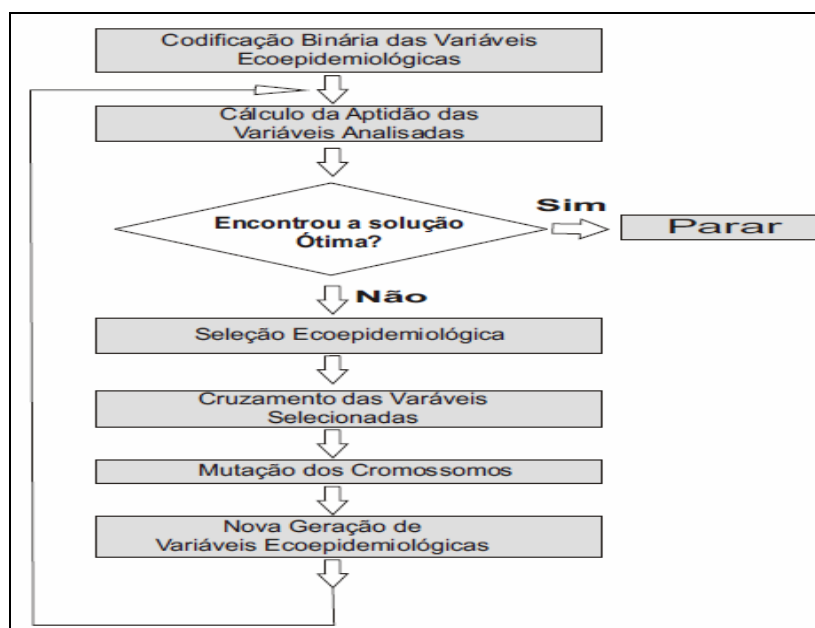 Codificação Binária das Variáveis
Ecoepidemiológicas
Cálculo da Aptidão das
Variáveis Analisadas
Encontrou a solução
Ótima?
Sim
Parar
Não
Seleção Ecoepidemiológica
Cruzamento das Varáveis
Selecionadas
Mutação dos Cromossomos
Nova Geração de
Variáveis Ecoepidemiológicas